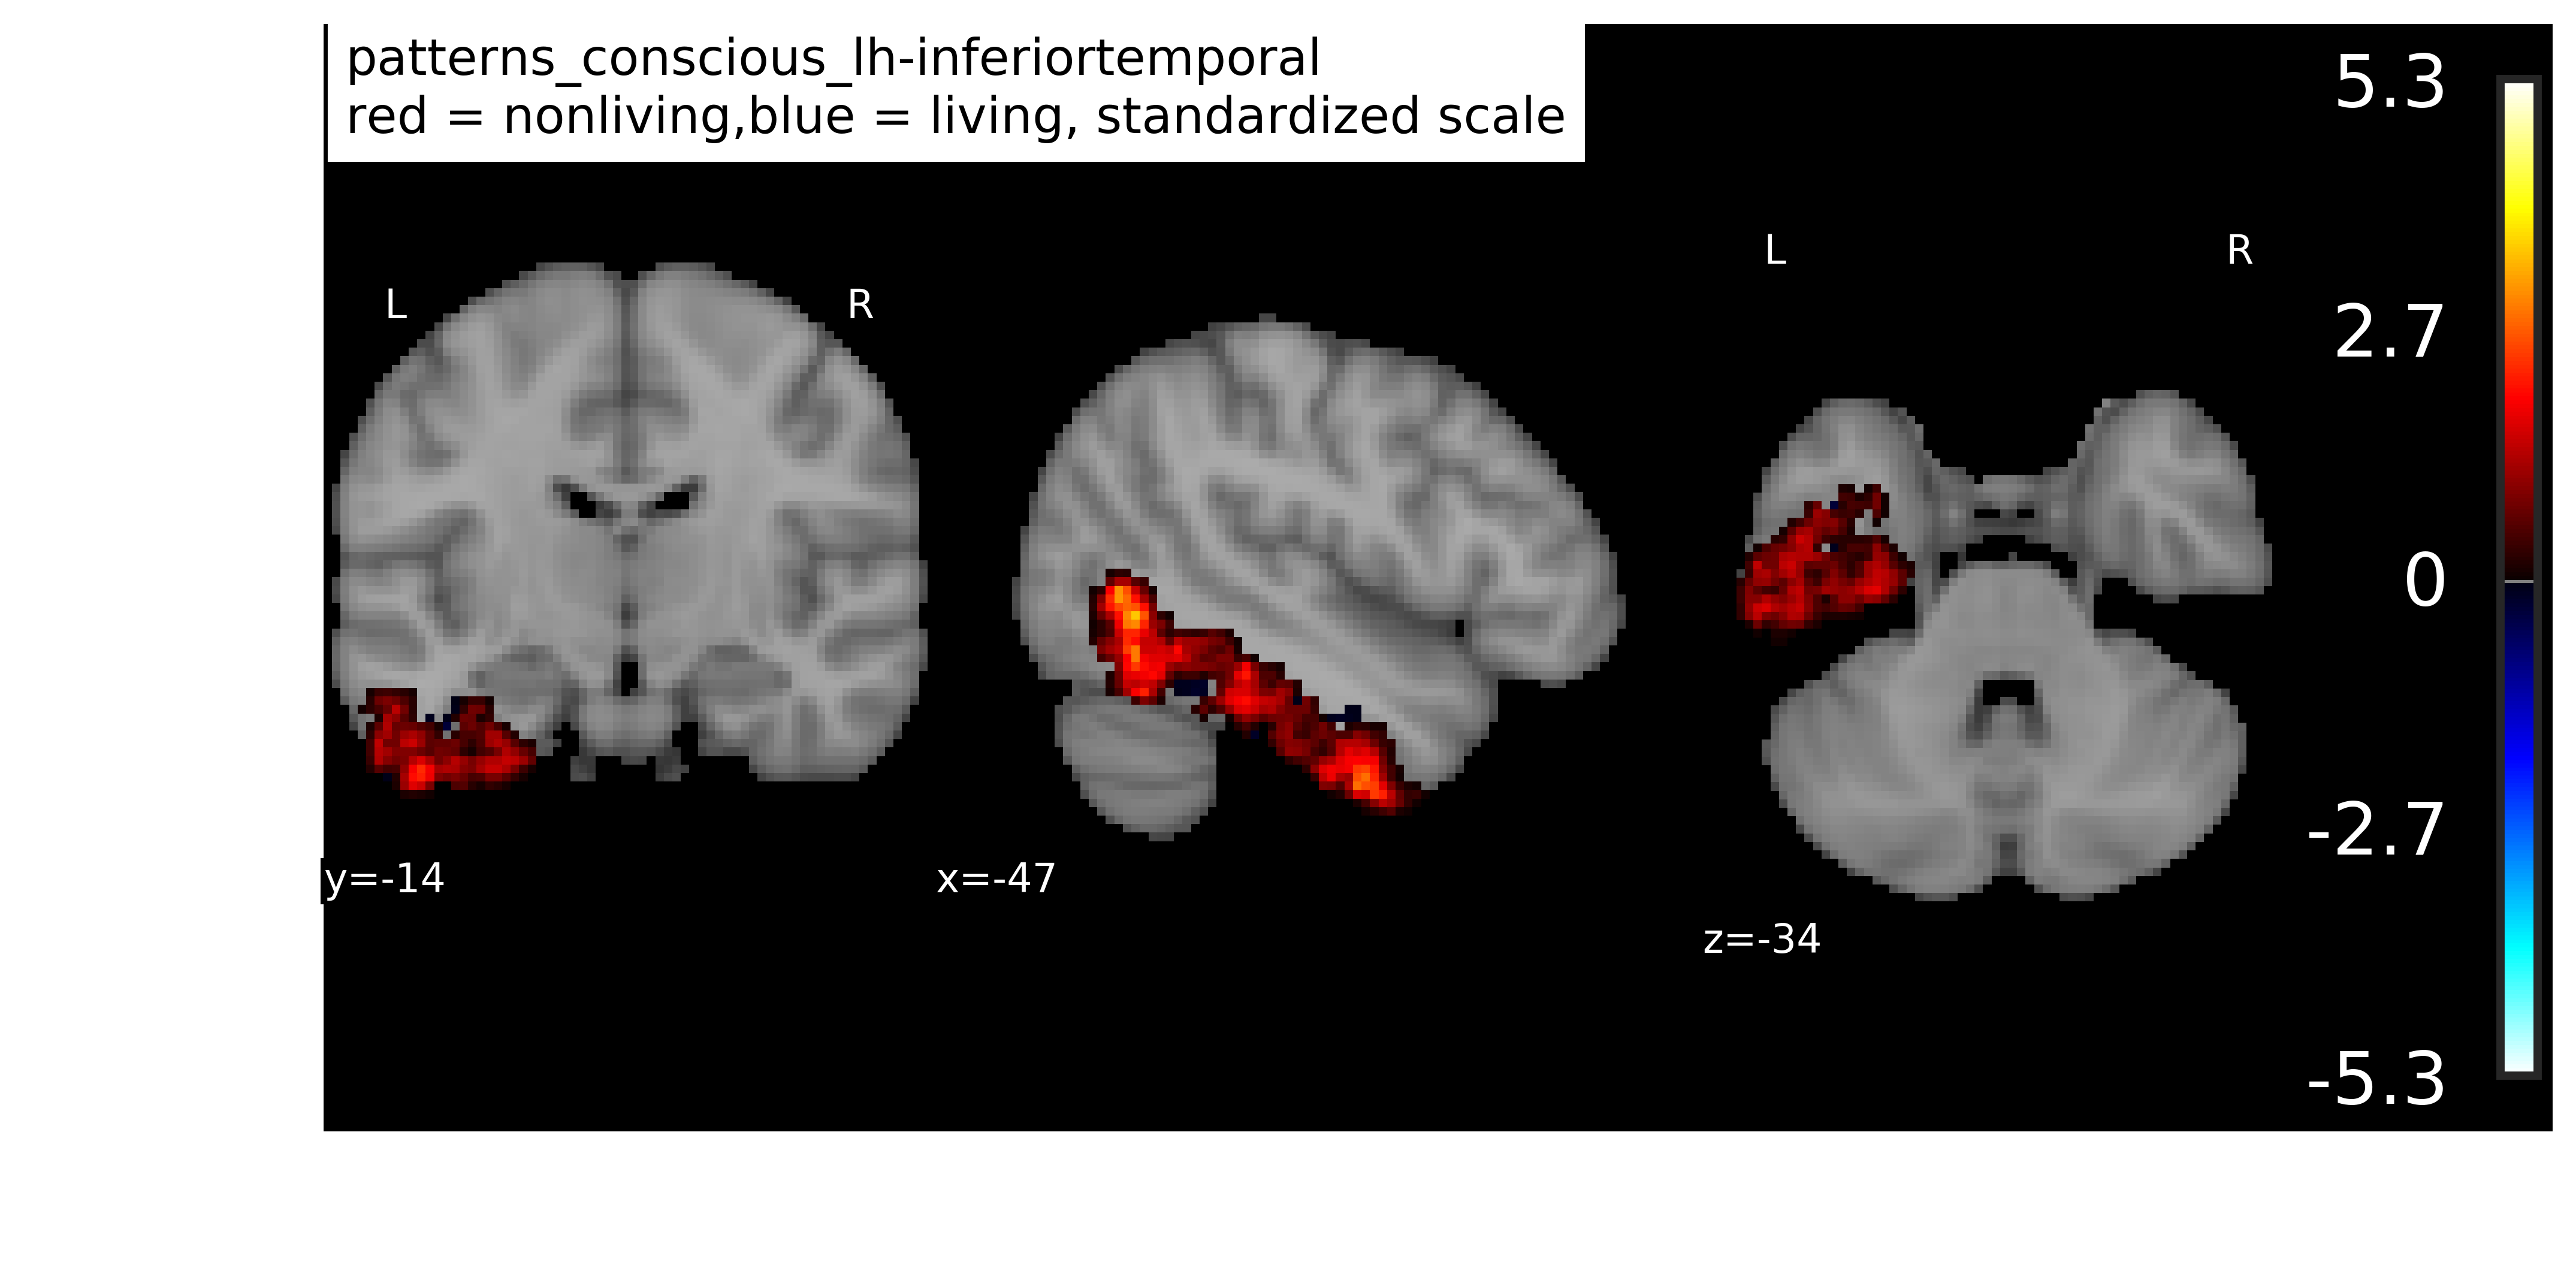 patterns_conscious_lh-inferiortemporal
red = nonliving,blue = living, standardized scale
L
R
L
R
y=-14
x=-47
z=-34
5.3
2.7
0
-2.7
-5.3